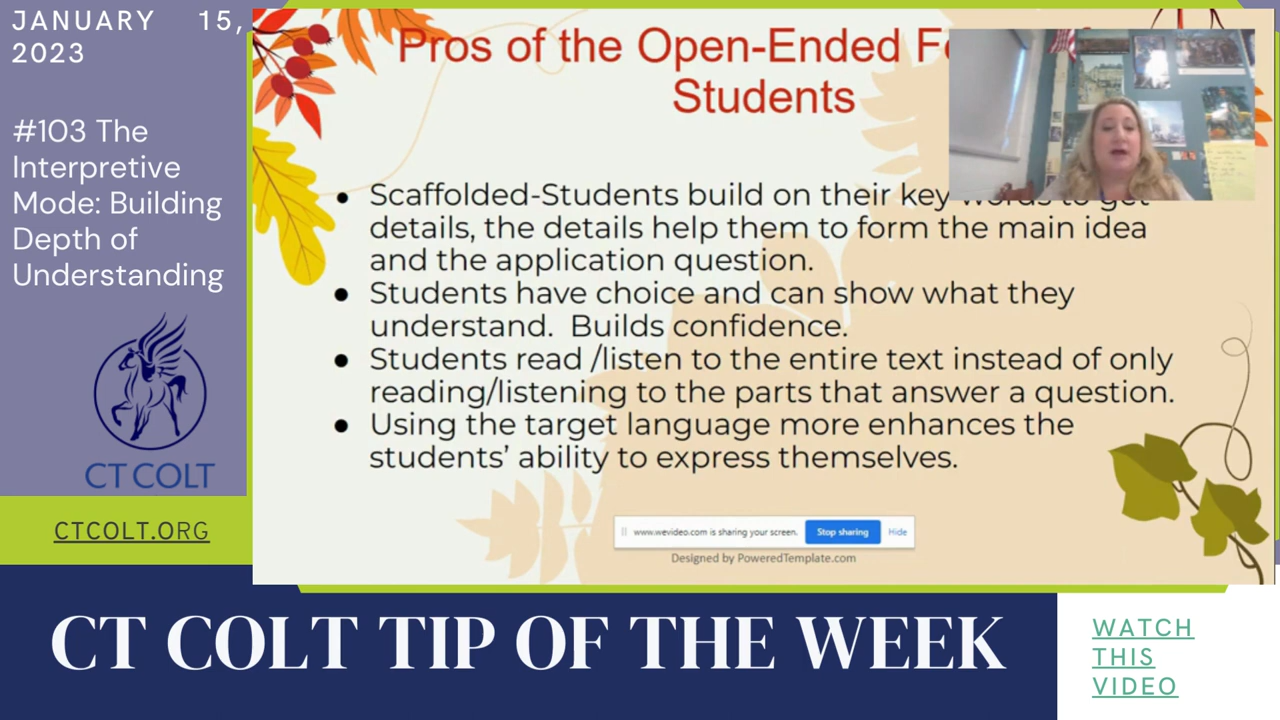 JANUARY 15,
2023
#103 The
Interpretive
Mode: Building
Depth of
Understanding
CT COLT
CTCOLT.ORG
Pros of the Open-Ended
Students
● Scaffolded-Students build on their key words to get
details, the details help them to form the main idea
and the application question.
● Students have choice and can show what they
understand. Builds confidence.
● Students read /listen to the entire text instead of only
reading/listening to the parts that answer a question.
● Using the target language more enhances the
students’ ability to express themselves.
www.wevideo.com is sharing your screen. Stop sharing Hide
Designed by PoweredTemplate.com
CT COLT TIP OF THE WEEK
WATCH
THIS
VIDEO